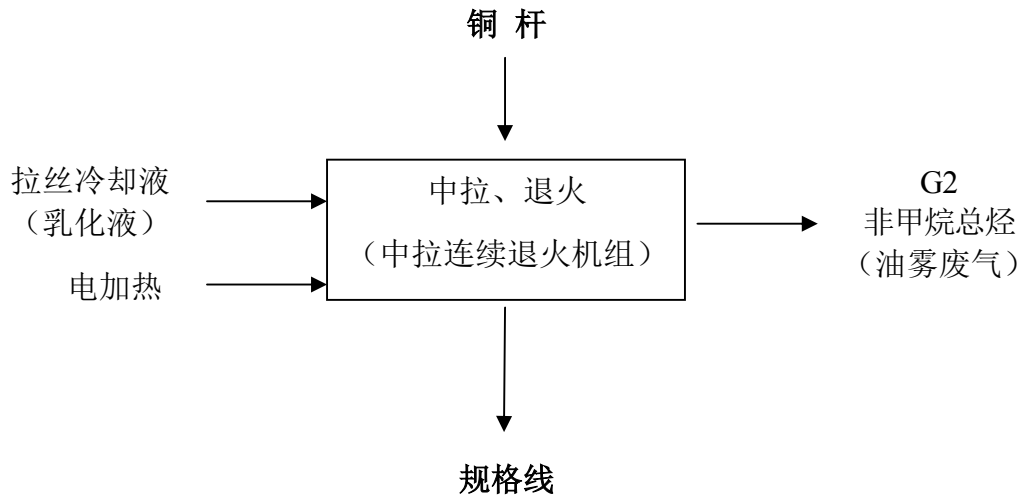 铜 杆
拉丝冷却液
（乳化液）
电加热
中拉、退火
（中拉连续退火机组）
G2
非甲烷总烃
（油雾废气）
规格线